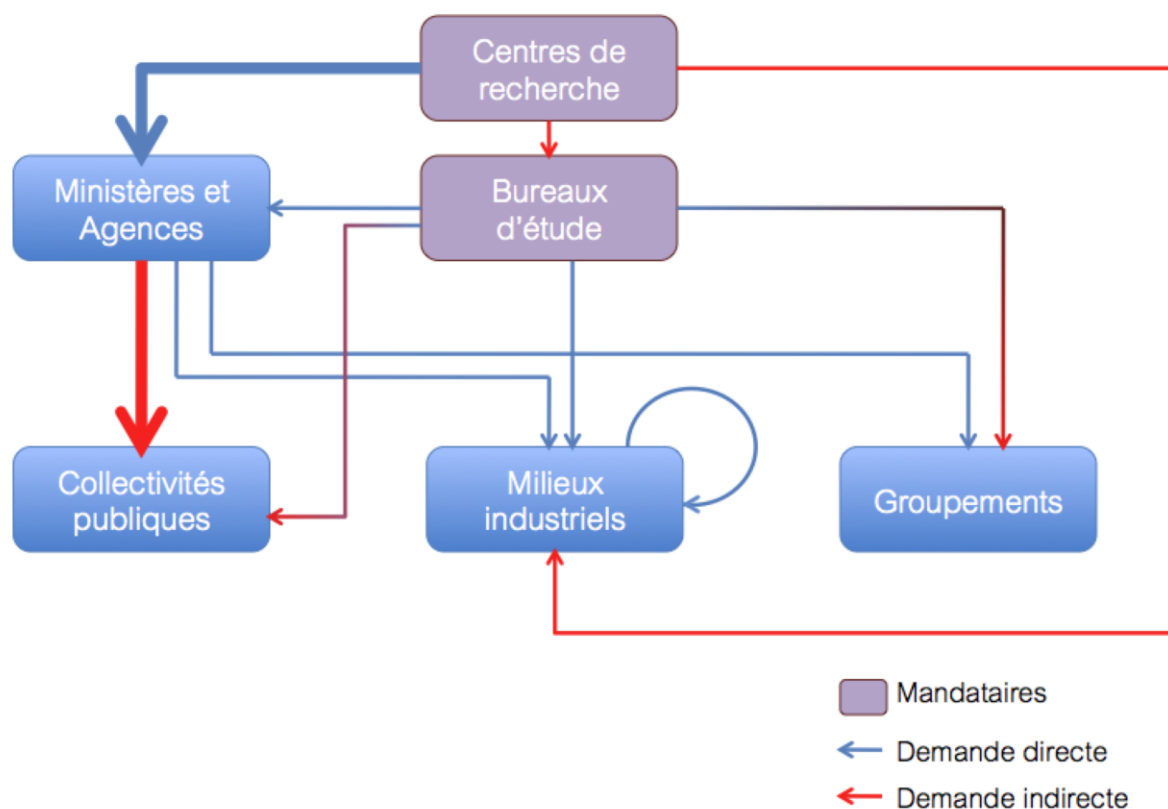 Centres de
recherche
Ministères et
Agences
Bureaux
d'étude
Collectivités
publiques
Milieux
industriels
Groupements
Mandataires
Demande directe
Demande indirecte